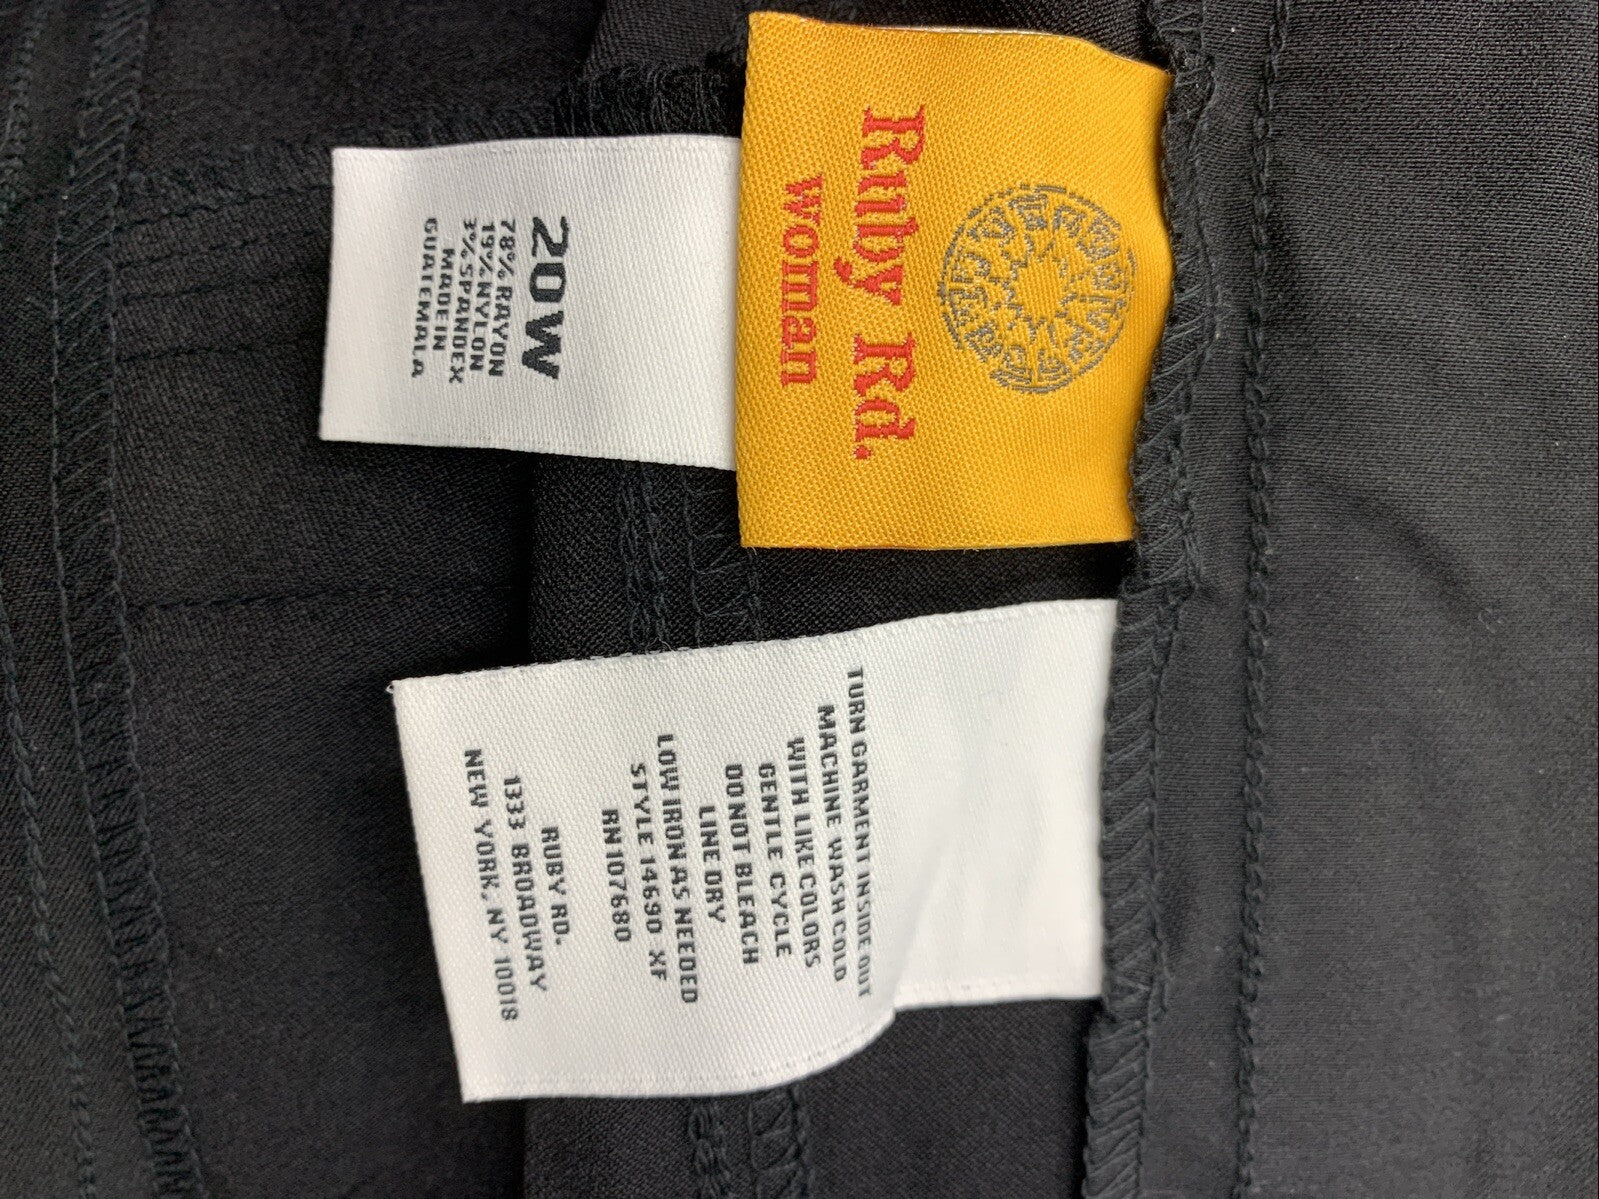 Ruby Rd.
woman
20W
78% RAYON
19% NYLON
3% SPANDEX
MADE IN
GUATEMALA
TURN GARMENT INSIDE OUT
MACHINE WASH COLD
WITH LIKE COLORS
GENTLE CYCLE
DO NOT BLEACH
LINE DRY
LOW IRON AS NEEDED
STYLE 14690 XF
RN107680
RUBY RD.
1333 BROADWAY
NEW YORK, NY 10018